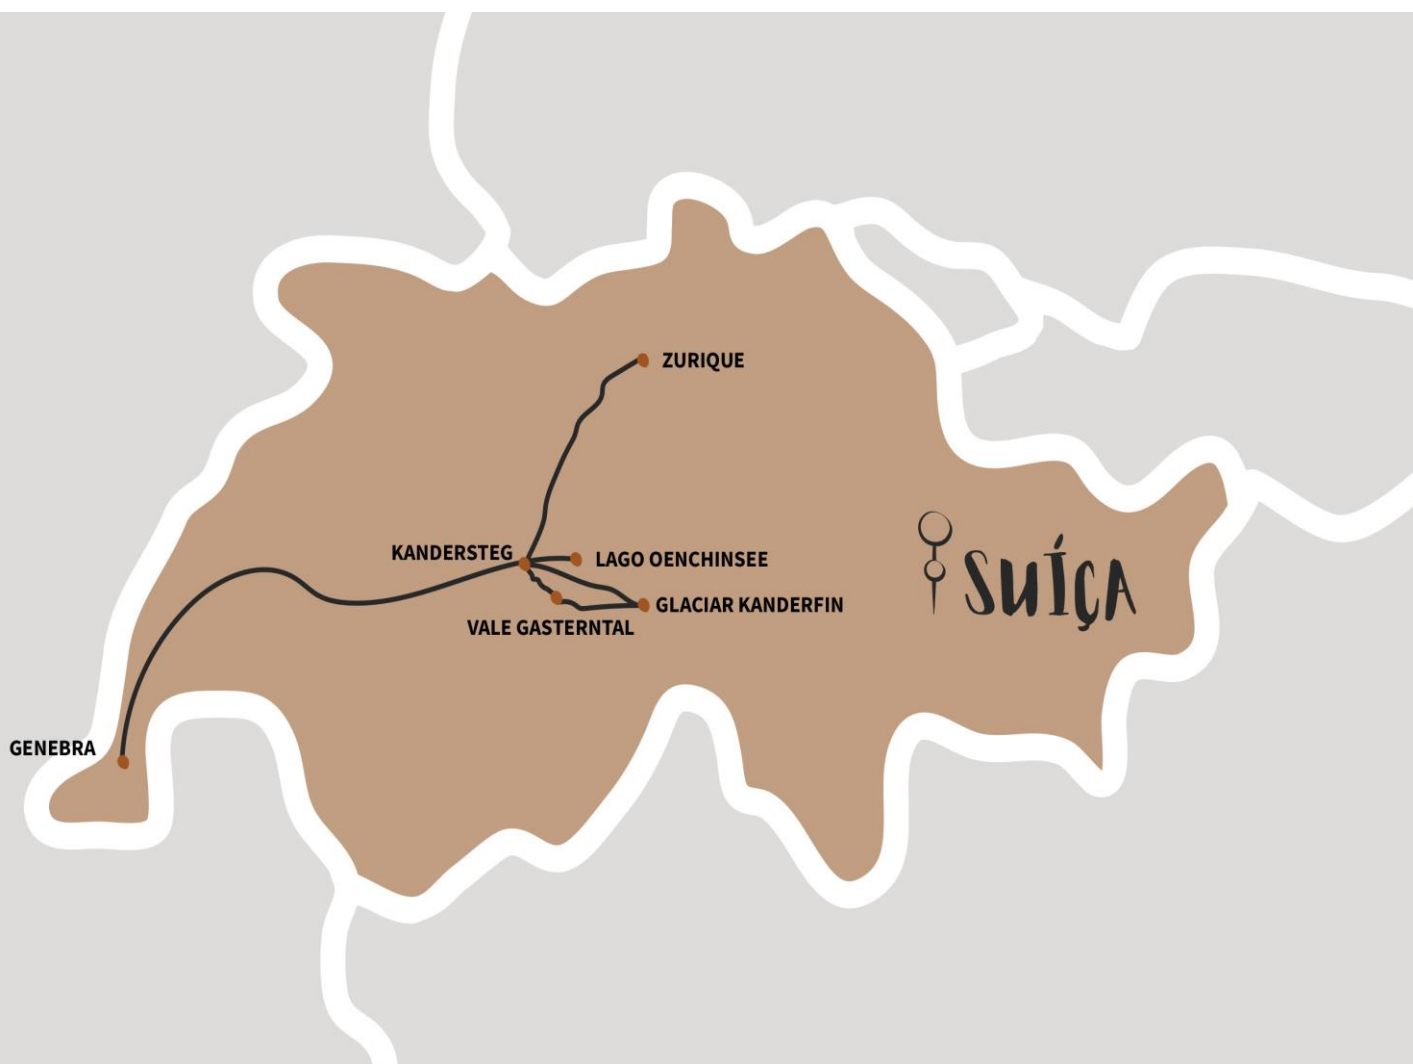 ZURIQUE
KANDERSTEG
LAGO OENCHINSEE
GLACIAR KANDERFIN
VALE GASTERNTAL
SUÍÇA
GENEBRA